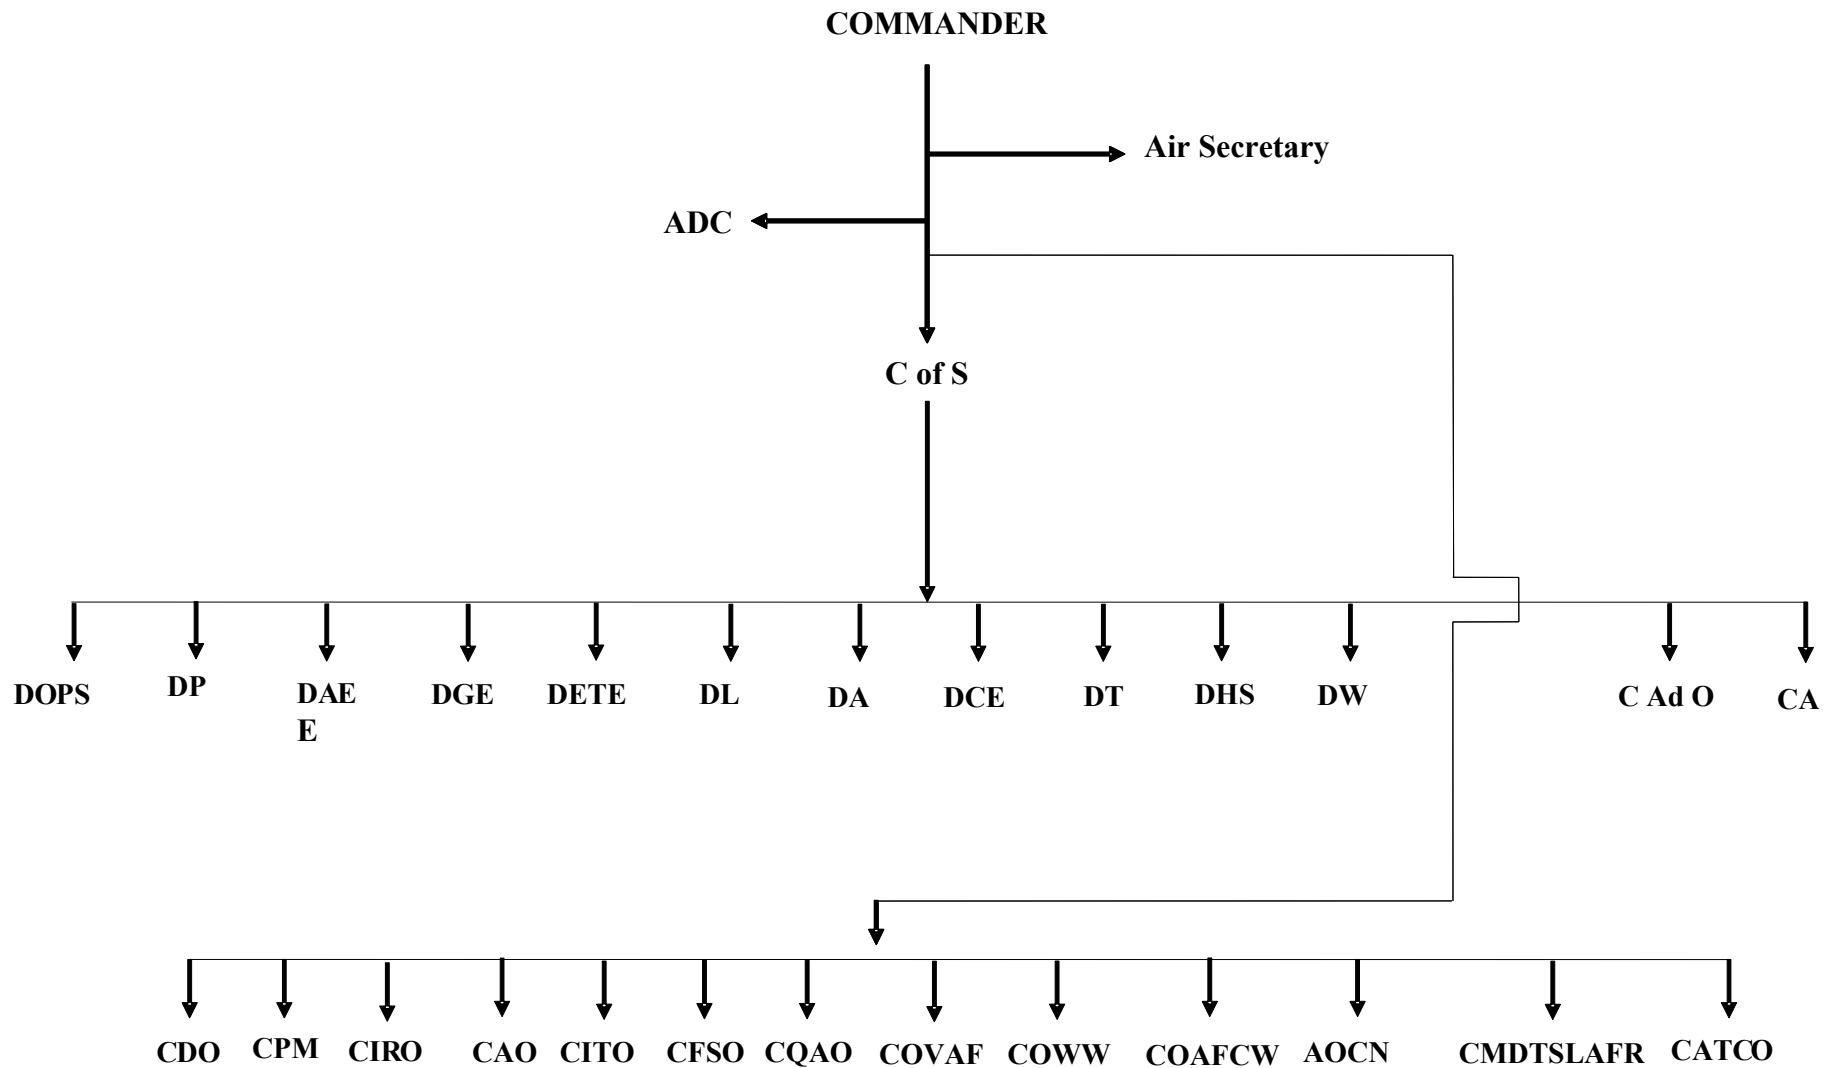 COMMANDER
Air Secretary
ADC
C of S
DOPS
DP
DAE
E
DGE
DETE
DL
DA
DCE
DT
DHS
DW
C Ad O
CA
CDO
CPM
CIRO
CAO
CITO
CFSO
CQAO
COVAF
COWW
COAFCW
AOCN
CMDTSLAFR
CATCO